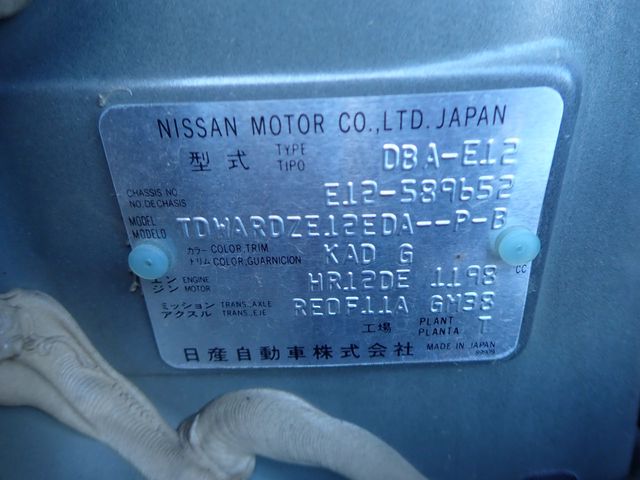 NISSAN MOTOR CO.,LTD. JAPAN
型式 TYPE TIPO DBA-E12
CHASSIS NO. NO.DE CHASIS E12-589652
MODEL MODELO TDWARDZE12EDA--P-B
カラー COLOR,TRIM トリム COLOR,GUARNICION KAD G
エンジン ENGINE MOTOR HR12DE 1198 CC
ミッション TRANS.,AXLE アクスル TRANS.,EJE RE0F11A GM38
工場 PLANT PLANTA T
日産自動車株式会社 MADE IN JAPAN